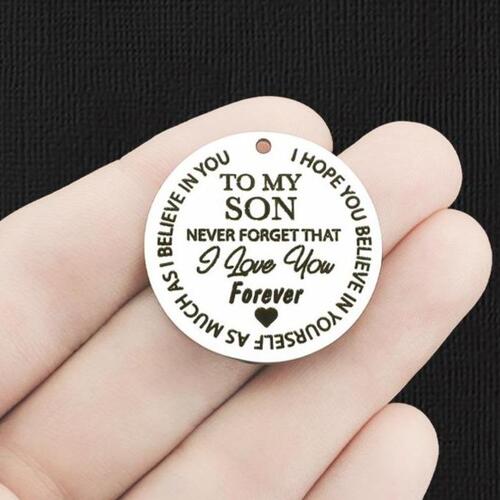 I HOPE YOU BELIEVE IN YOURSELF AS MUCH AS I BELIEVE IN YOU
TO MY
SON
NEVER FORGET THAT
I Love You
Forever